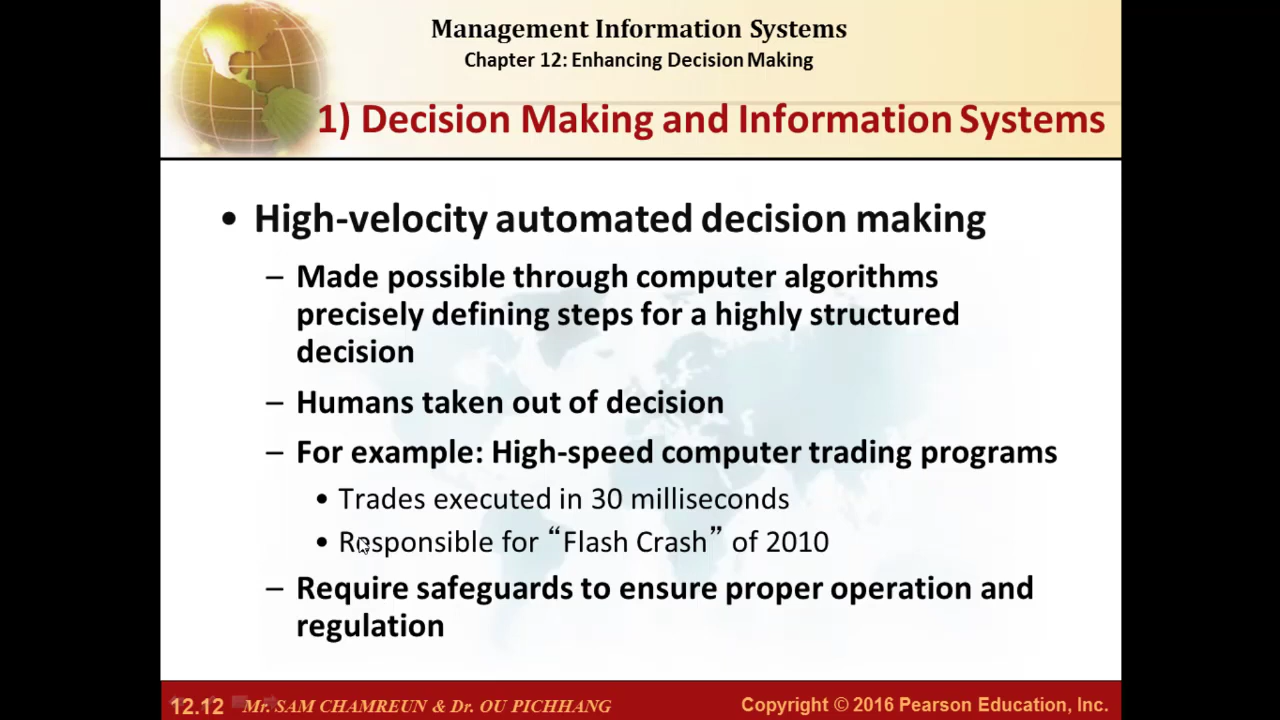 Management Information Systems
Chapter 12: Enhancing Decision Making
1) Decision Making and Information Systems
• High-velocity automated decision making
– Made possible through computer algorithms
precisely defining steps for a highly structured
decision
– Humans taken out of decision
– For example: High-speed computer trading programs
• Trades executed in 30 milliseconds
• Responsible for “Flash Crash” of 2010
– Require safeguards to ensure proper operation and
regulation
12.12 Mr. SAM CHAMREUN & Dr. OU PICHHANG Copyright © 2016 Pearson Education, Inc.